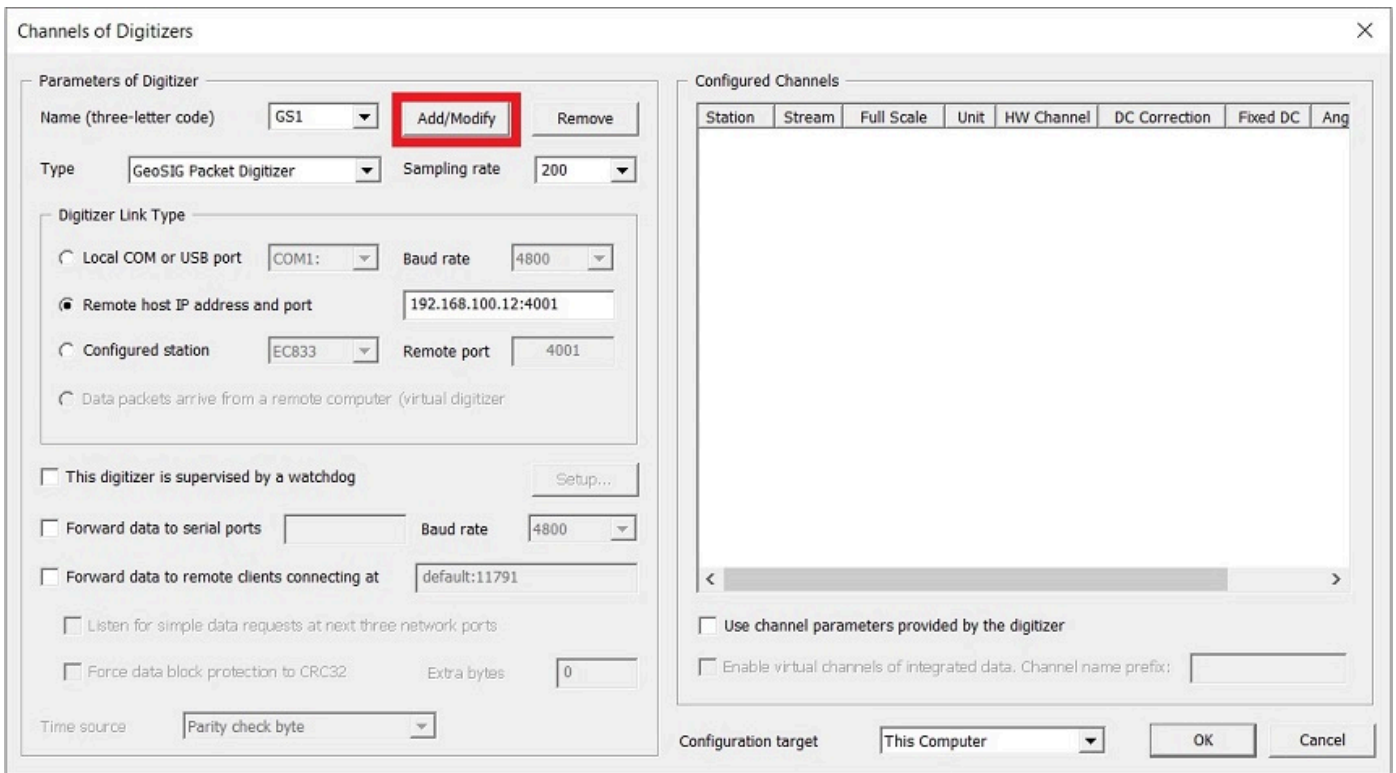 Channels of Digitizers
Parameters of Digitizer
Name (three-letter code) GS1 Add/Modify Remove
Type GeoSIG Packet Digitizer Sampling rate 200
Digitizer Link Type
Local COM or USB port COM1: Baud rate 4800
Remote host IP address and port 192.168.100.12:4001
Configured station EC833 Remote port 4001
Data packets arrive from a remote computer (virtual digitizer
This digitizer is supervised by a watchdog Setup...
Forward data to serial ports Baud rate 4800
Forward data to remote clients connecting at default:11791
Listen for simple data requests at next three network ports
Force data block protection to CRC32 Extra bytes 0
Time source Parity check byte
Configured Channels
Station Stream Full Scale Unit HW Channel DC Correction Fixed DC Ang
Use channel parameters provided by the digitizer
Enable virtual channels of integrated data. Channel name prefix:
Configuration target This Computer OK Cancel